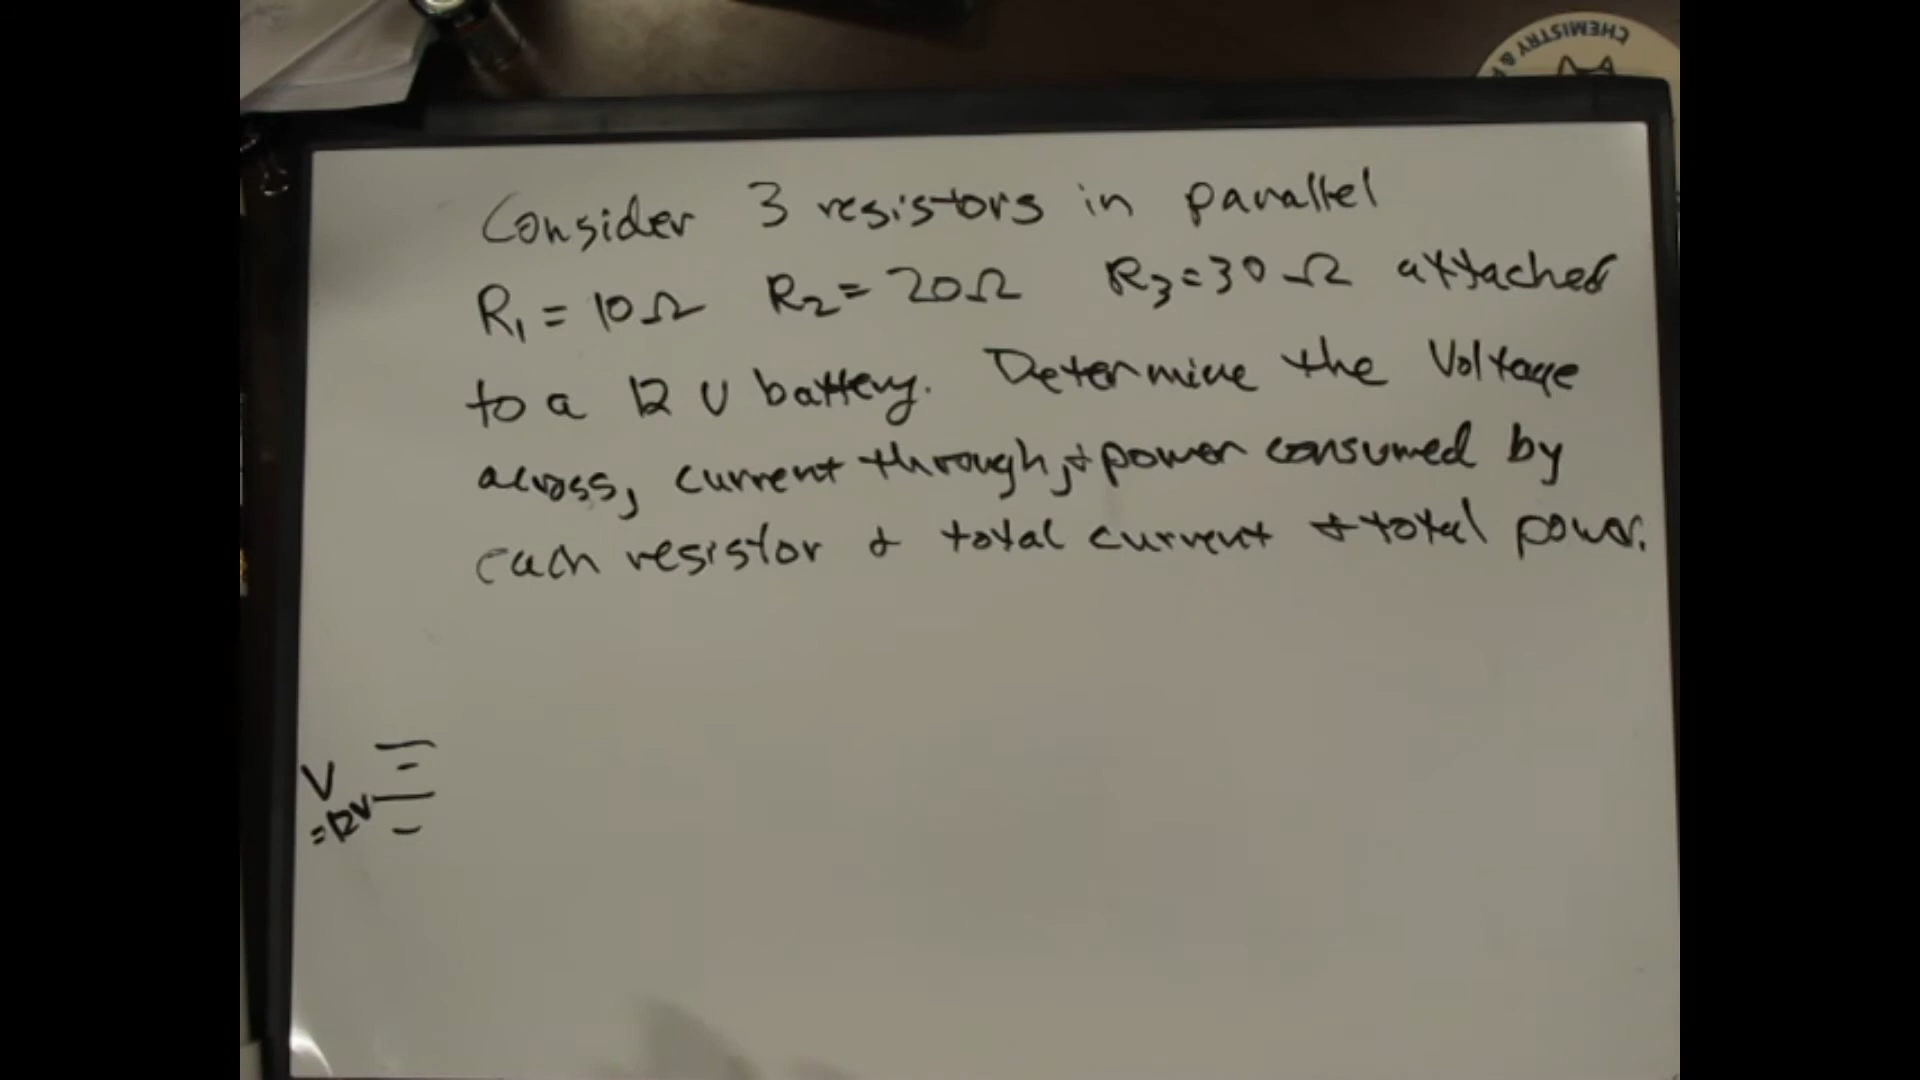 CHEMISTRY &
Consider 3 resistors in parallel
R₁ = 10Ω R₂ = 20Ω R₃ = 30Ω attached
to a 12 V battery. Determine the Voltage
across, current through, & power consumed by
each resistor & total current & total power.
V
=12V